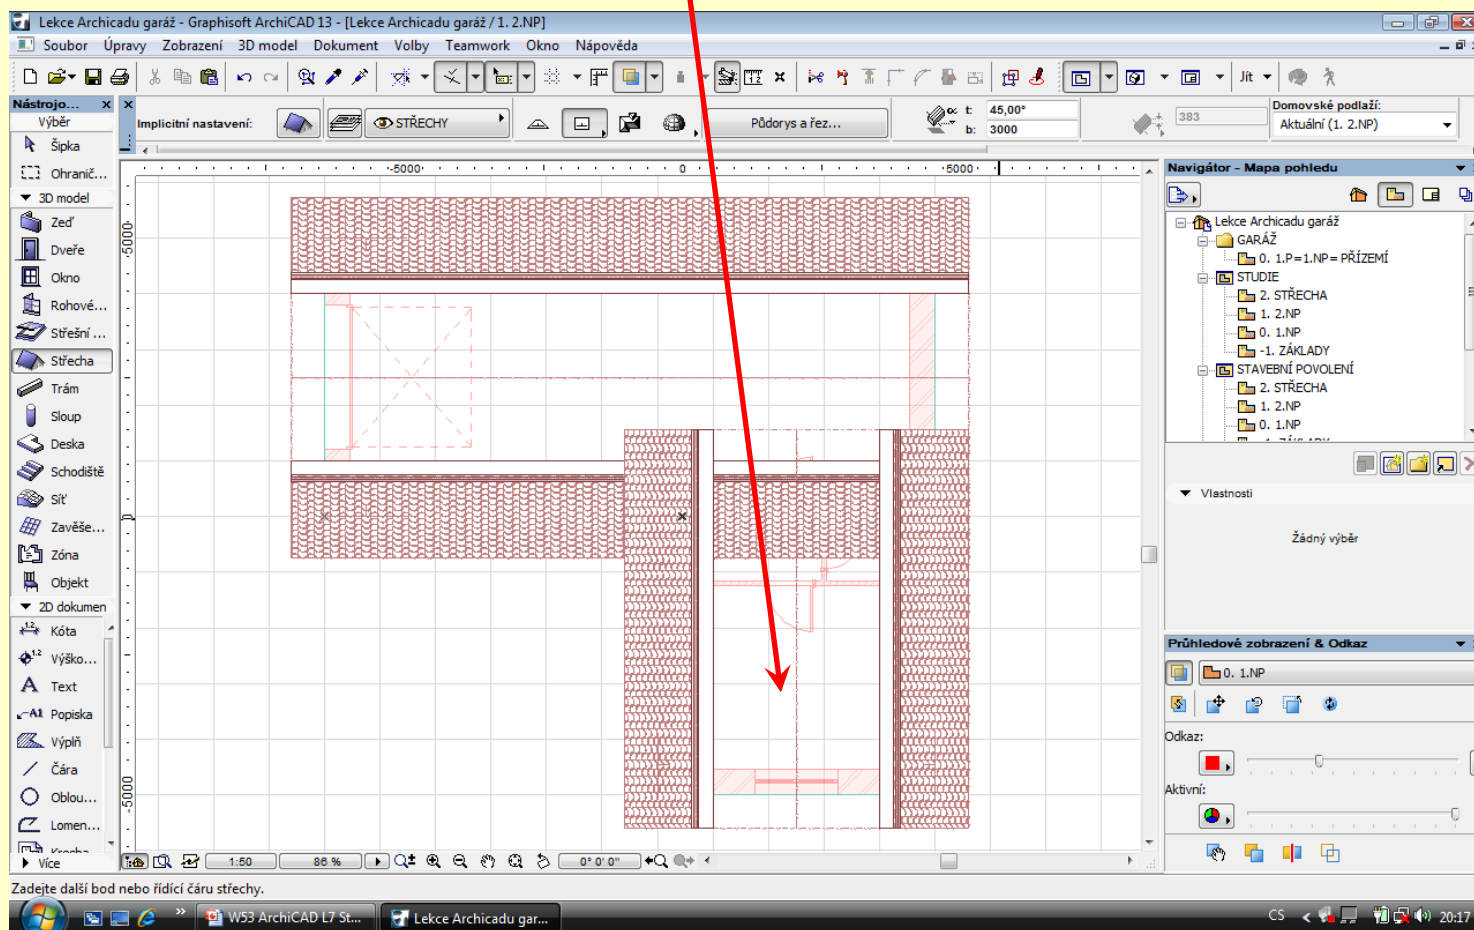 Lekce Archicadu garáž - Graphisoft ArchiCAD 13 - [Lekce Archicadu garáž / 1. 2.NP]
Soubor Úpravy Zobrazení 3D model Dokument Volby Teamwork Okno Nápověda
Jít
Nástrojo... x
Výběr
Šipka
Ohranič...
3D model
Zeď
Dveře
Okno
Rohové...
Střešní ...
Střecha
Trám
Sloup
Deska
Schodiště
Síť
Zavěše...
Zóna
Objekt
2D dokumen
Kóta
Výško...
Text
Popiska
Výplň
Čára
Oblou...
Lomen...
Více
Implicitní nastavení:
STŘECHY
Půdorys a řez...
α t: 45,00°
b: 3000
383
Domovské podlaží:
Aktuální (1. 2.NP)
-5000 0 5000
5000
0
-5000
Navigátor - Mapa pohledu
Lekce Archicadu garáž
GARÁŽ
0. 1.P=1.NP= PŘÍZEMÍ
STUDIE
2. STŘECHA
1. 2.NP
0. 1.NP
-1. ZÁKLADY
STAVEBNÍ POVOLENÍ
2. STŘECHA
1. 2.NP
0. 1.NP
-1. ZÁKLADY
Vlastnosti
Žádný výběr
Průhledové zobrazení & Odkaz
0. 1.NP
Odkaz:
Aktivní:
1:50 86 % 0° 0' 0"
Zadejte další bod nebo řídící čáru střechy.
W53 ArchiCAD L7 St... Lekce Archicadu gar... CS 20:17